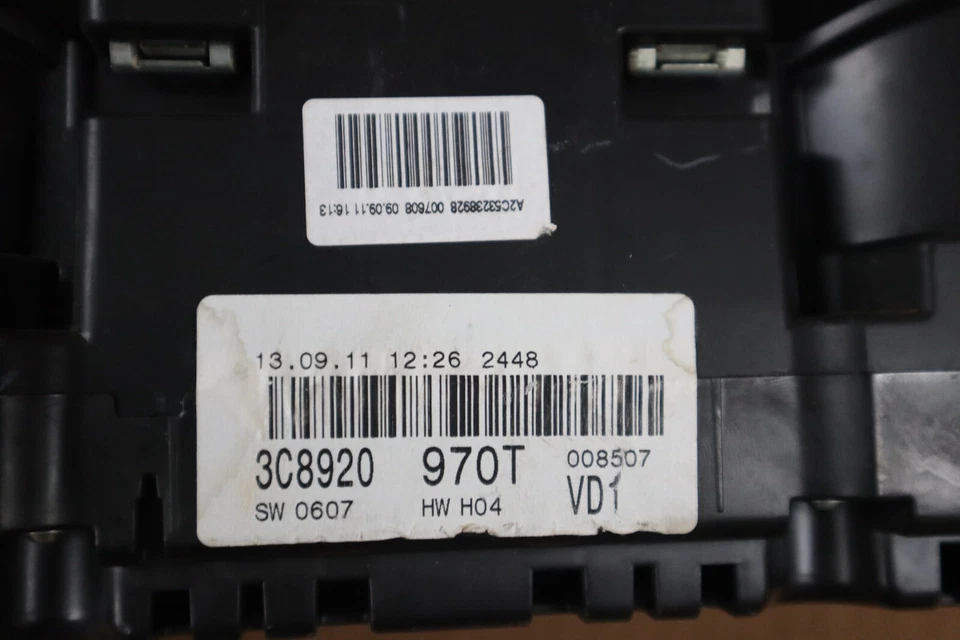 A2C53238928 007608 09.09.11 16:13
13.09.11 12:26 2448
3C8920 970T 008507
SW 0607 HW H04 VD1